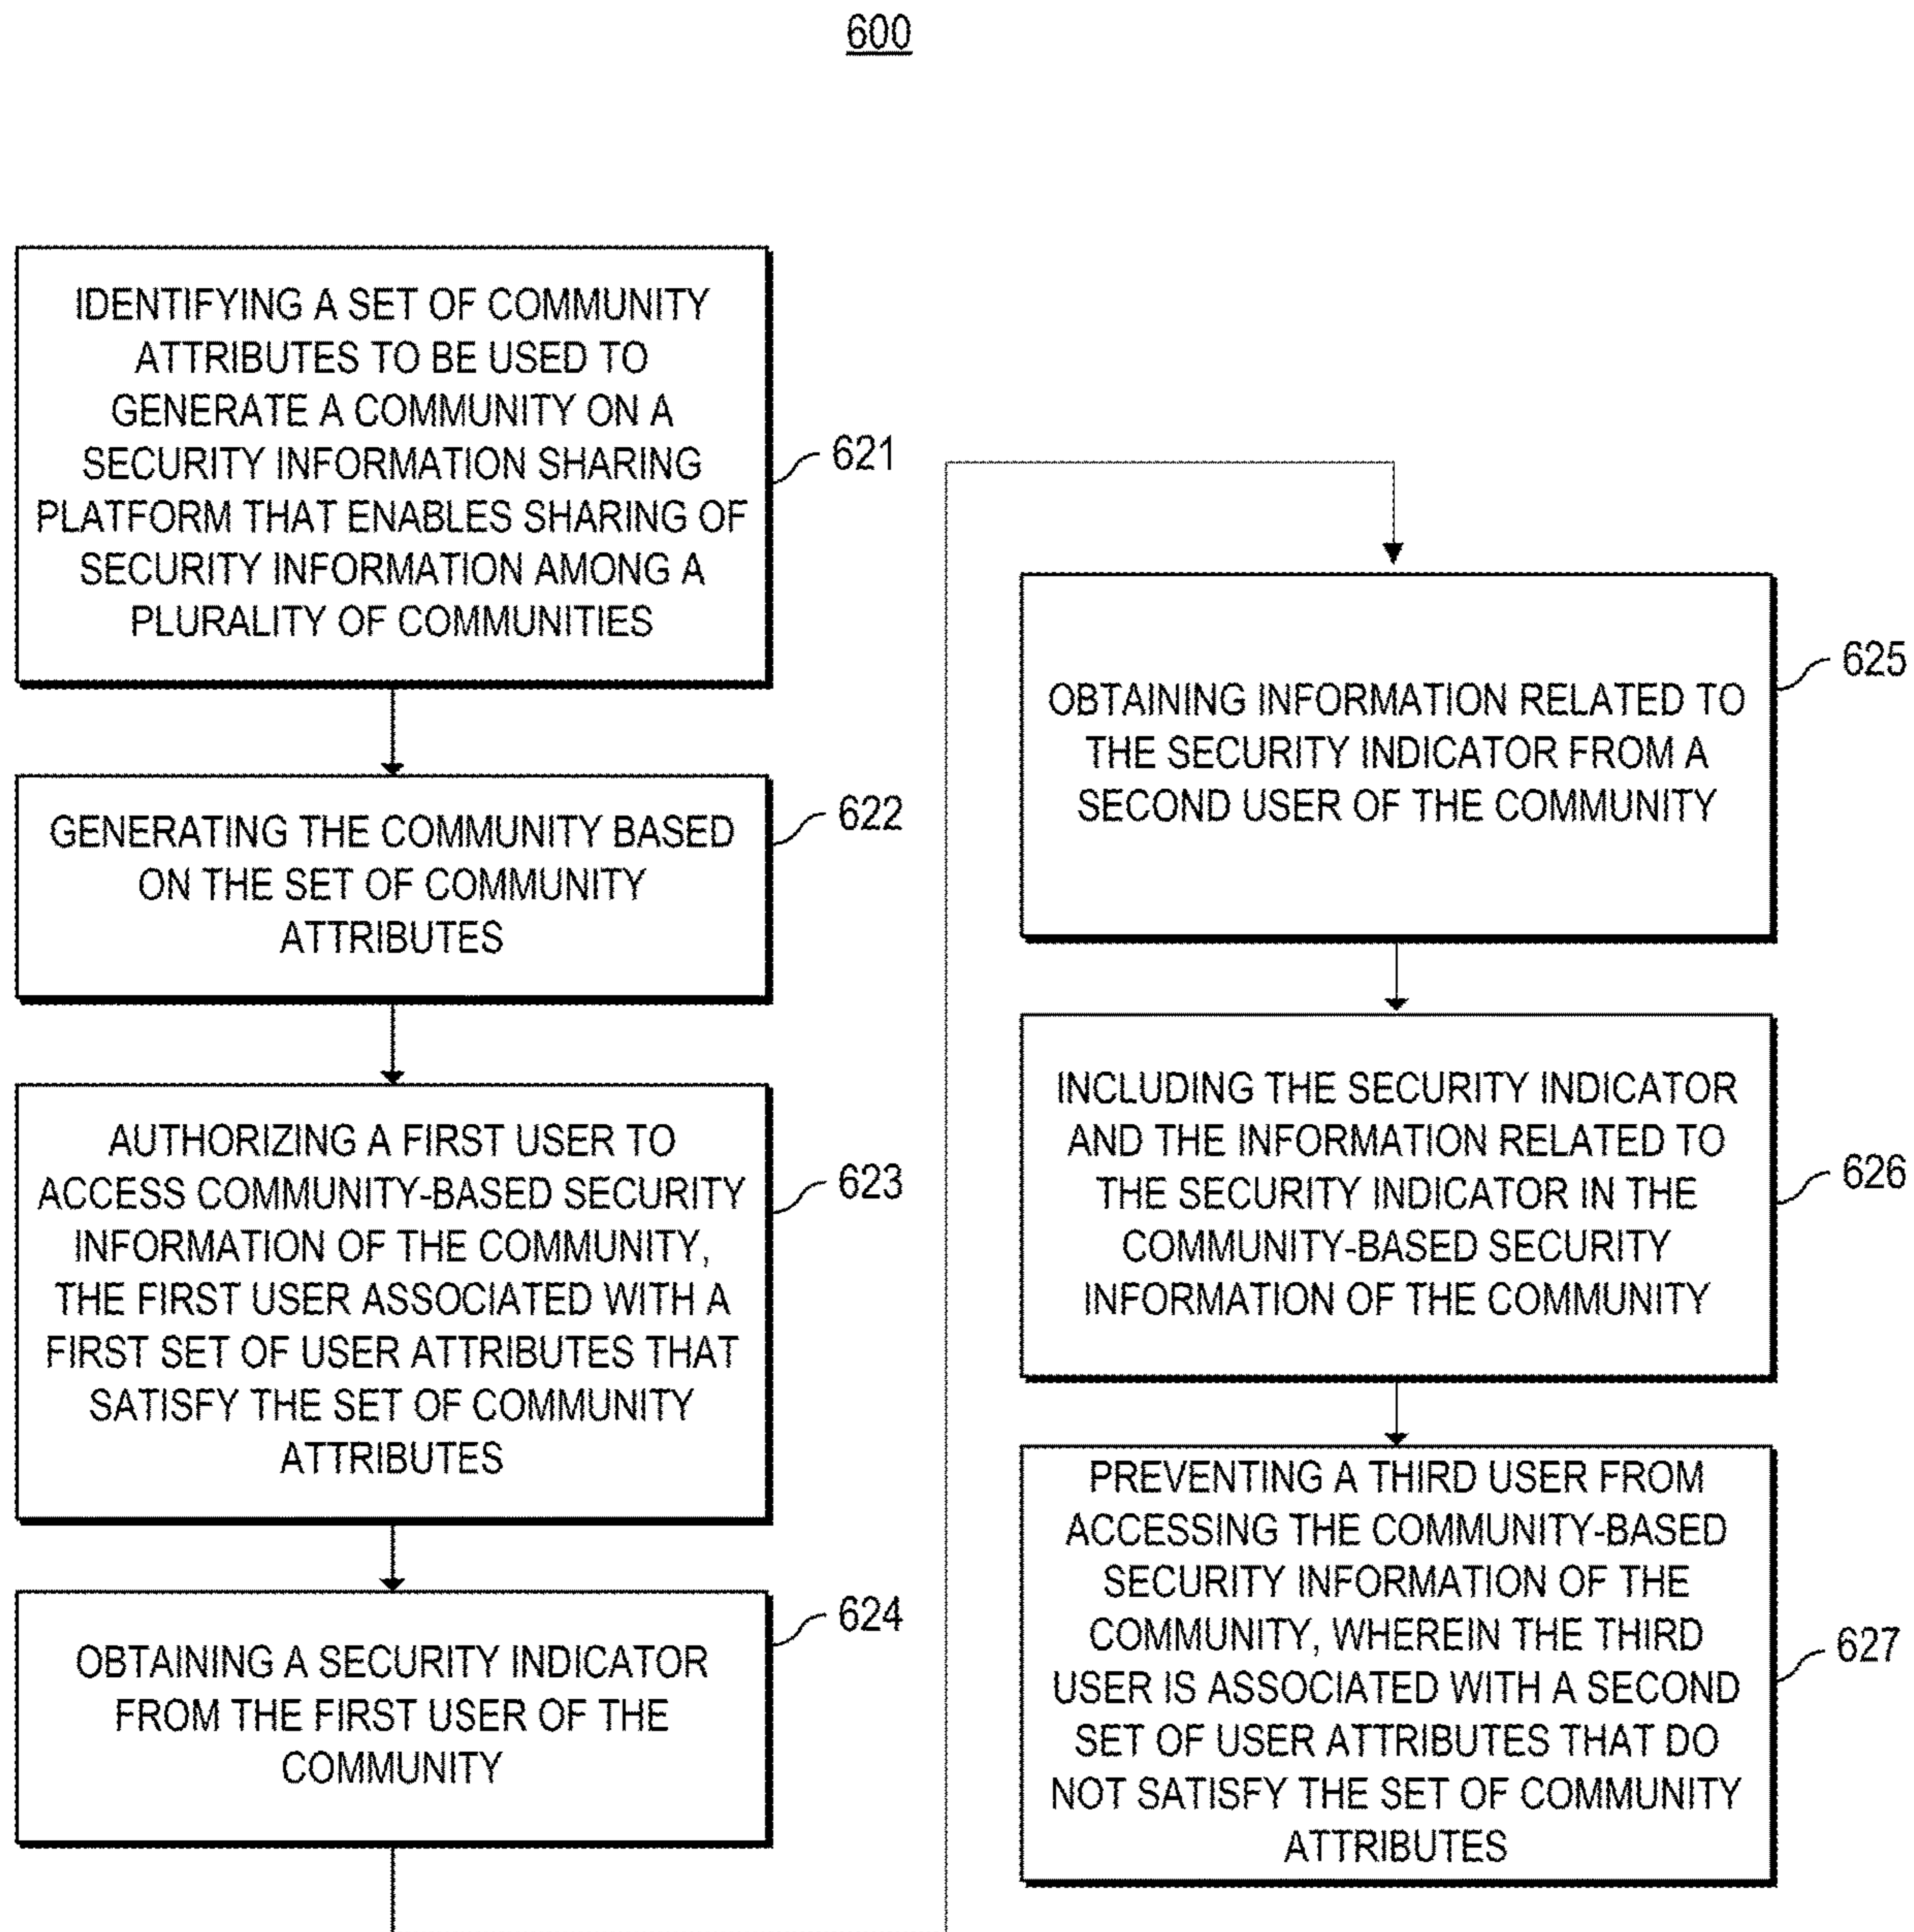 600
IDENTIFYING A SET OF COMMUNITY
ATTRIBUTES TO BE USED TO
GENERATE A COMMUNITY ON A
SECURITY INFORMATION SHARING
PLATFORM THAT ENABLES SHARING OF
SECURITY INFORMATION AMONG A
PLURALITY OF COMMUNITIES
621
GENERATING THE COMMUNITY BASED
ON THE SET OF COMMUNITY
ATTRIBUTES
622
AUTHORIZING A FIRST USER TO
ACCESS COMMUNITY-BASED SECURITY
INFORMATION OF THE COMMUNITY,
THE FIRST USER ASSOCIATED WITH A
FIRST SET OF USER ATTRIBUTES THAT
SATISFY THE SET OF COMMUNITY
ATTRIBUTES
623
OBTAINING A SECURITY INDICATOR
FROM THE FIRST USER OF THE
COMMUNITY
624
OBTAINING INFORMATION RELATED TO
THE SECURITY INDICATOR FROM A
SECOND USER OF THE COMMUNITY
625
INCLUDING THE SECURITY INDICATOR
AND THE INFORMATION RELATED TO
THE SECURITY INDICATOR IN THE
COMMUNITY-BASED SECURITY
INFORMATION OF THE COMMUNITY
626
PREVENTING A THIRD USER FROM
ACCESSING THE COMMUNITY-BASED
SECURITY INFORMATION OF THE
COMMUNITY, WHEREIN THE THIRD
USER IS ASSOCIATED WITH A SECOND
SET OF USER ATTRIBUTES THAT DO
NOT SATISFY THE SET OF COMMUNITY
ATTRIBUTES
627